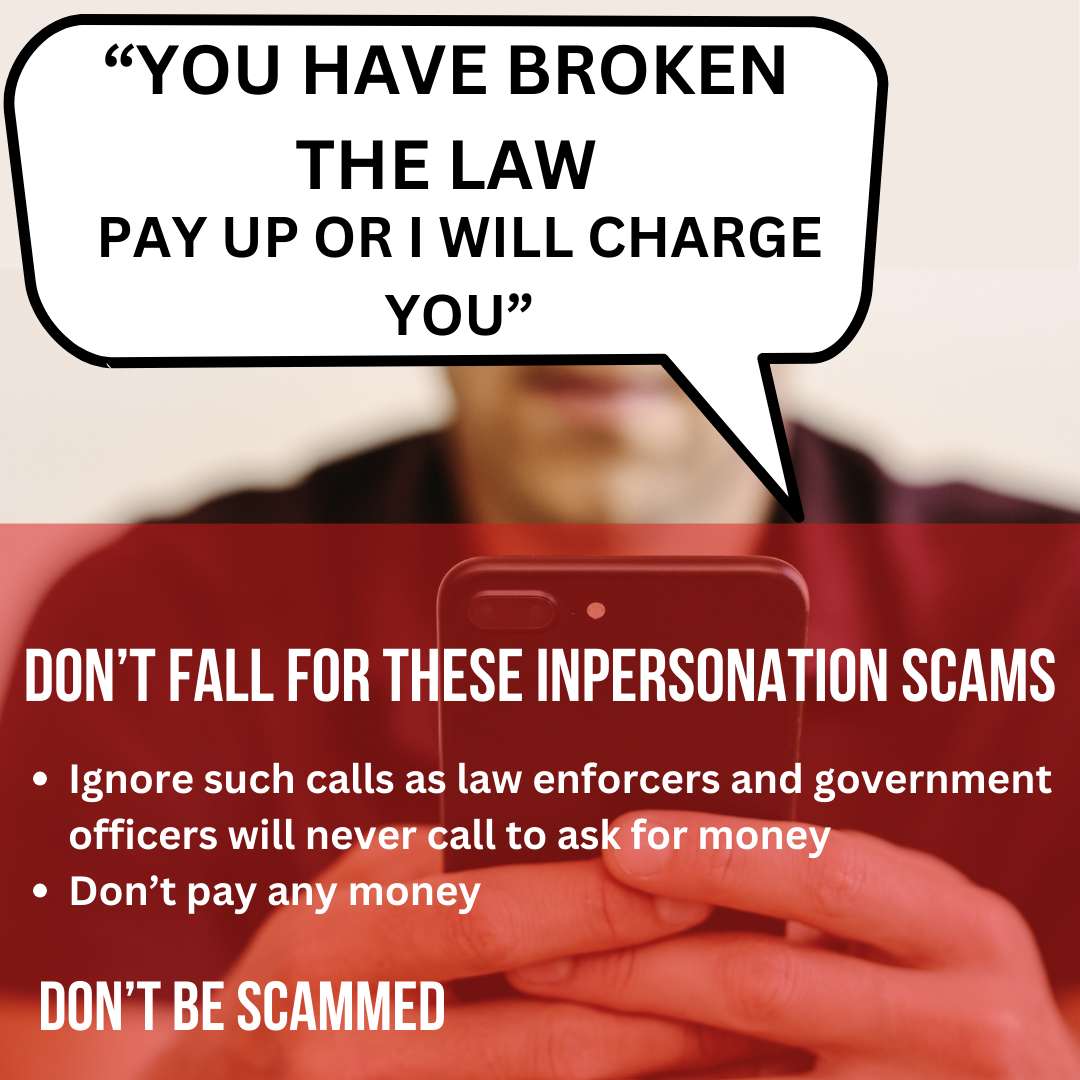 “YOU HAVE BROKEN
THE LAW
PAY UP OR I WILL CHARGE
YOU”
DON’T FALL FOR THESE INPERSONATION SCAMS
• Ignore such calls as law enforcers and government
officers will never call to ask for money
• Don’t pay any money
DON’T BE SCAMMED